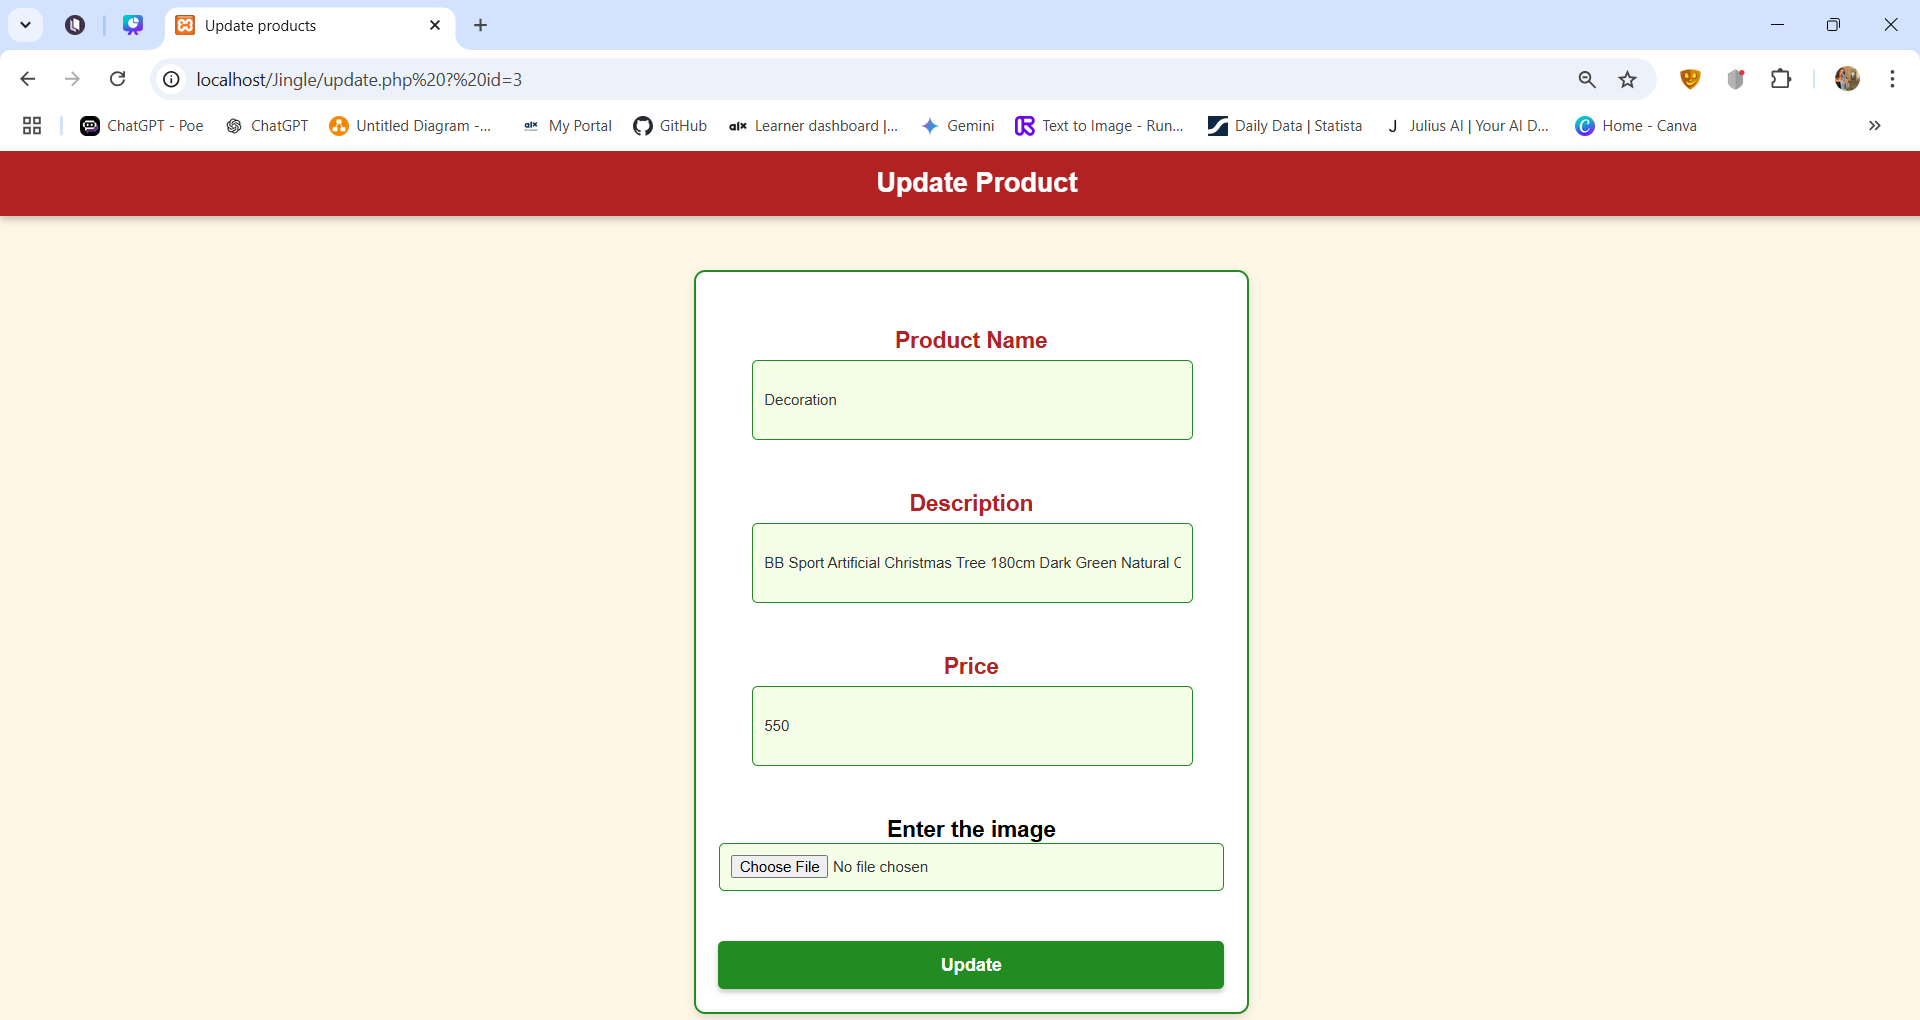 Update products
localhost/Jingle/update.php%20?%20id=3
ChatGPT - Poe
ChatGPT
Untitled Diagram -...
alx My Portal
GitHub
alx Learner dashboard |...
Gemini
Text to Image - Run...
Daily Data | Statista
J Julius AI | Your AI D...
C Home - Canva
Update Product
Product Name
Decoration
Description
BB Sport Artificial Christmas Tree 180cm Dark Green Natural
Price
550
Enter the image
Choose File No file chosen
Update